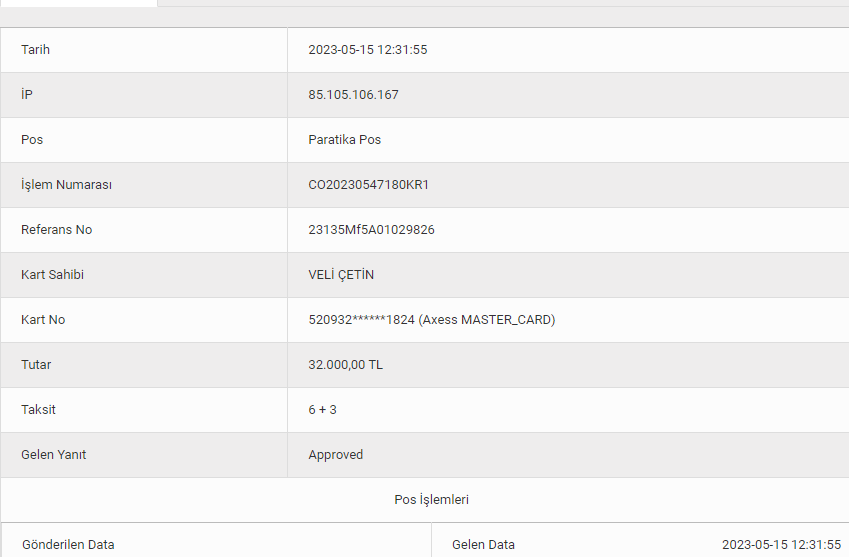 Tarih 2023-05-15 12:31:55
İP 85.105.106.167
Pos Paratika Pos
İşlem Numarası CO20230547180KR1
Referans No 23135Mf5A01029826
Kart Sahibi VELİ ÇETİN
Kart No 520932******1824 (Axess MASTER_CARD)
Tutar 32.000,00 TL
Taksit 6 + 3
Gelen Yanıt Approved
Pos İşlemleri
Gönderilen Data Gelen Data 2023-05-15 12:31:55